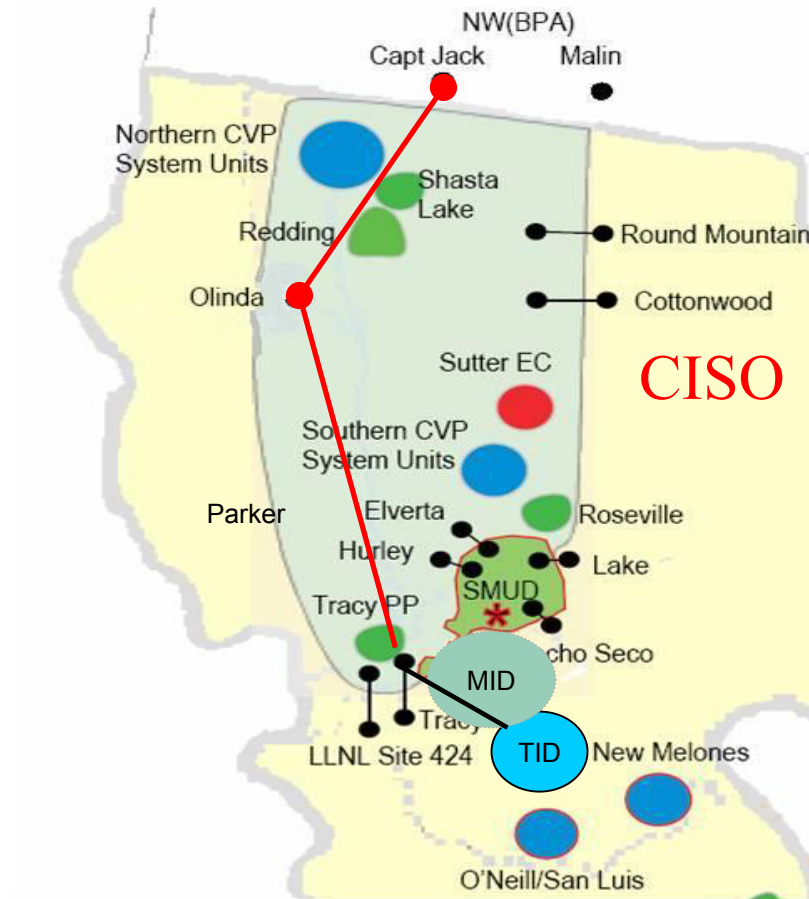 NW(BPA)
Capt Jack
Malin
Northern CVP
System Units
Shasta
Lake
Redding
Round Mountain
Olinda
Cottonwood
Sutter EC
CISO
Southern CVP
System Units
Parker
Elverta
Roseville
Hurley
Lake
SMUD
*
Tracy PP
cho Seco
MID
Tracy
LLNL Site 424
TID
New Melones
O'Neill/San Luis